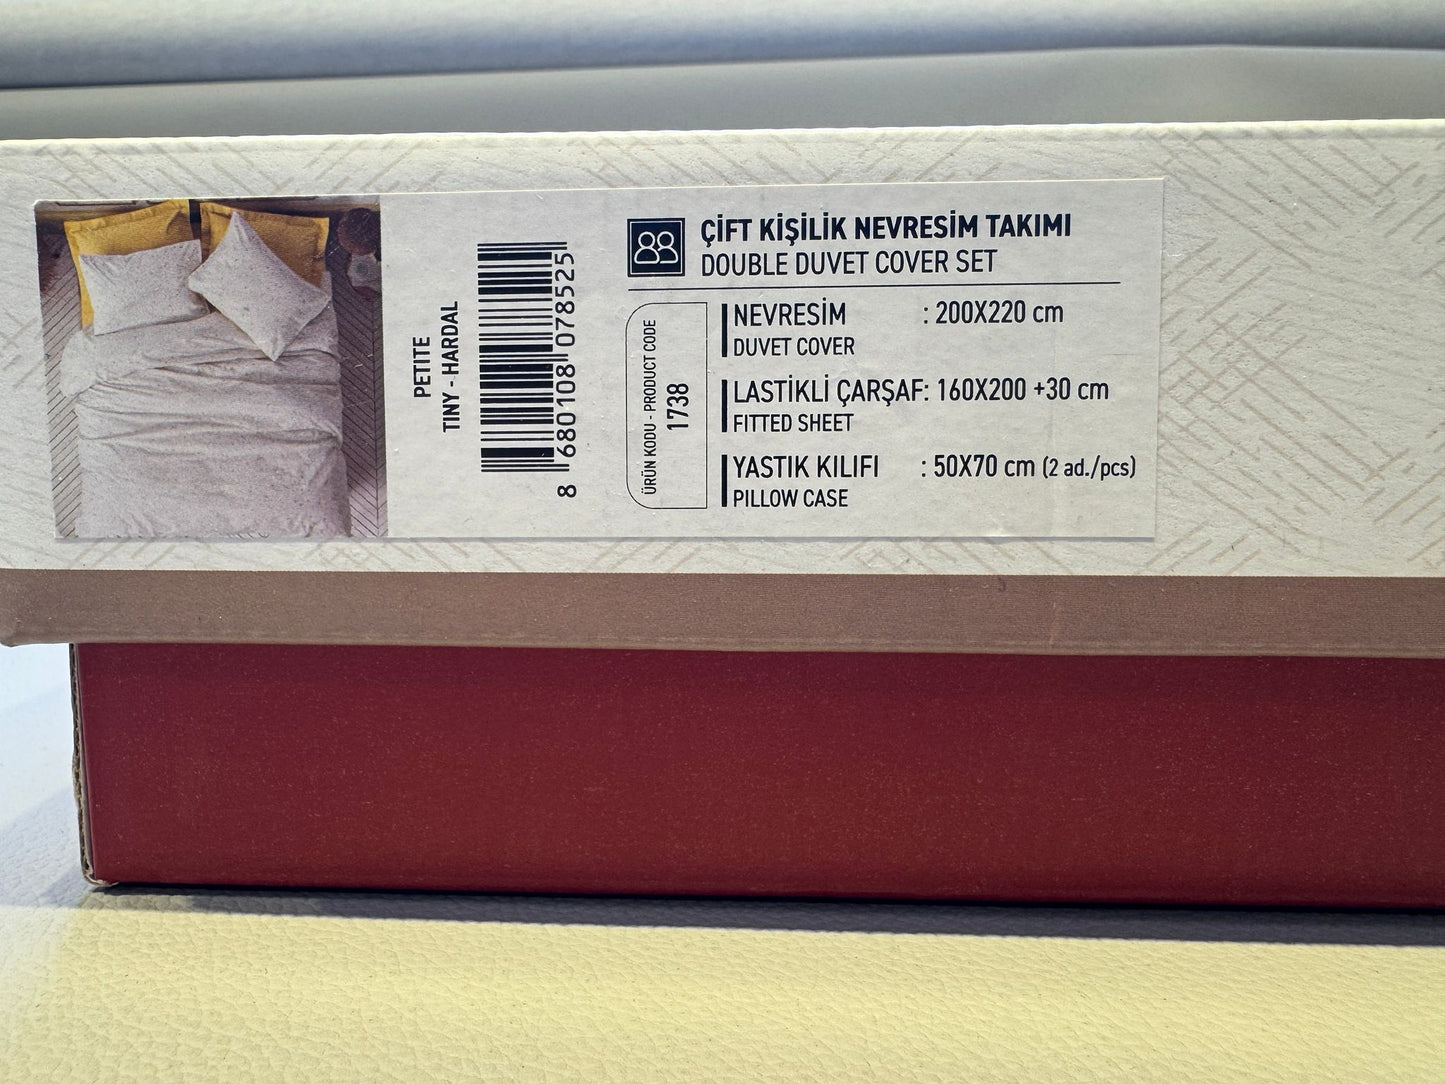 PETITE
TINY - HARDAL
8 680108 078525
ÇİFT KİŞİLİK NEVRESİM TAKIMI
DOUBLE DUVET COVER SET
ÜRÜN KODU - PRODUCT CODE
1738
NEVRESİM : 200X220 cm
DUVET COVER
LASTİKLİ ÇARŞAF: 160X200 +30 cm
FITTED SHEET
YASTIK KILIFI : 50X70 cm (2 ad./pcs)
PILLOW CASE